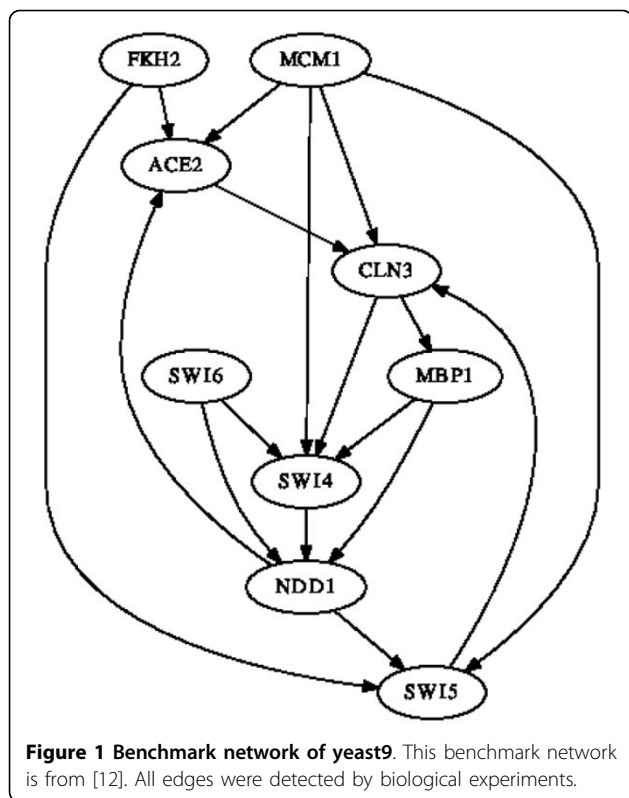 FKH2
MCM1
ACE2
CLN3
SWI6
MBP1
SWI4
NDD1
SWI5
Figure 1 Benchmark network of yeast9. This benchmark network
is from [12]. All edges were detected by biological experiments.